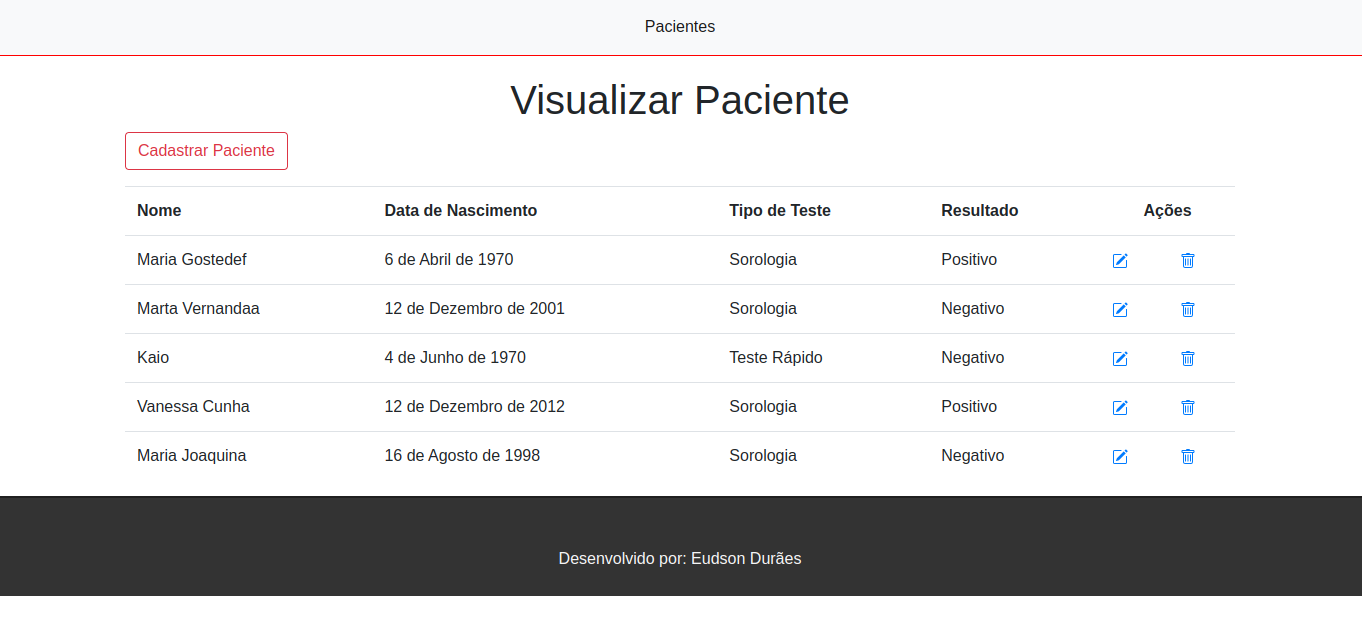 Pacientes
Visualizar Paciente
Cadastrar Paciente
Nome Data de Nascimento Tipo de Teste Resultado Ações
Maria Gostedef 6 de Abril de 1970 Sorologia Positivo
Marta Vernandaa 12 de Dezembro de 2001 Sorologia Negativo
Kaio 4 de Junho de 1970 Teste Rápido Negativo
Vanessa Cunha 12 de Dezembro de 2012 Sorologia Positivo
Maria Joaquina 16 de Agosto de 1998 Sorologia Negativo
Desenvolvido por: Eudson Durães